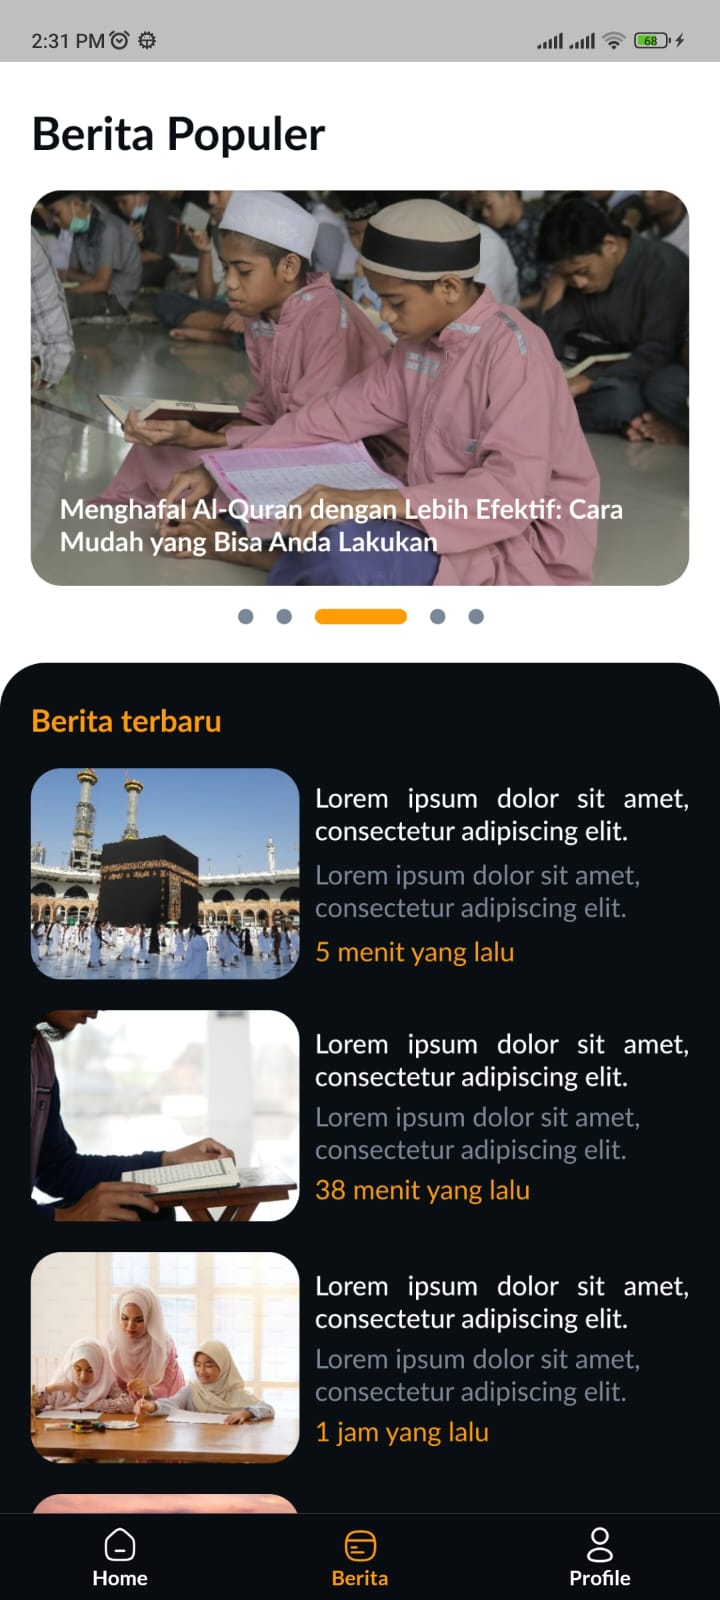 2:31 PM
68
Berita Populer
Menghafal Al-Quran dengan Lebih Efektif: Cara
Mudah yang Bisa Anda Lakukan
Berita terbaru
Lorem ipsum dolor sit amet,
consectetur adipiscing elit.
Lorem ipsum dolor sit amet,
consectetur adipiscing elit.
5 menit yang lalu
Lorem ipsum dolor sit amet,
consectetur adipiscing elit.
Lorem ipsum dolor sit amet,
consectetur adipiscing elit.
38 menit yang lalu
Lorem ipsum dolor sit amet,
consectetur adipiscing elit.
Lorem ipsum dolor sit amet,
consectetur adipiscing elit.
1 jam yang lalu
Home
Berita
Profile